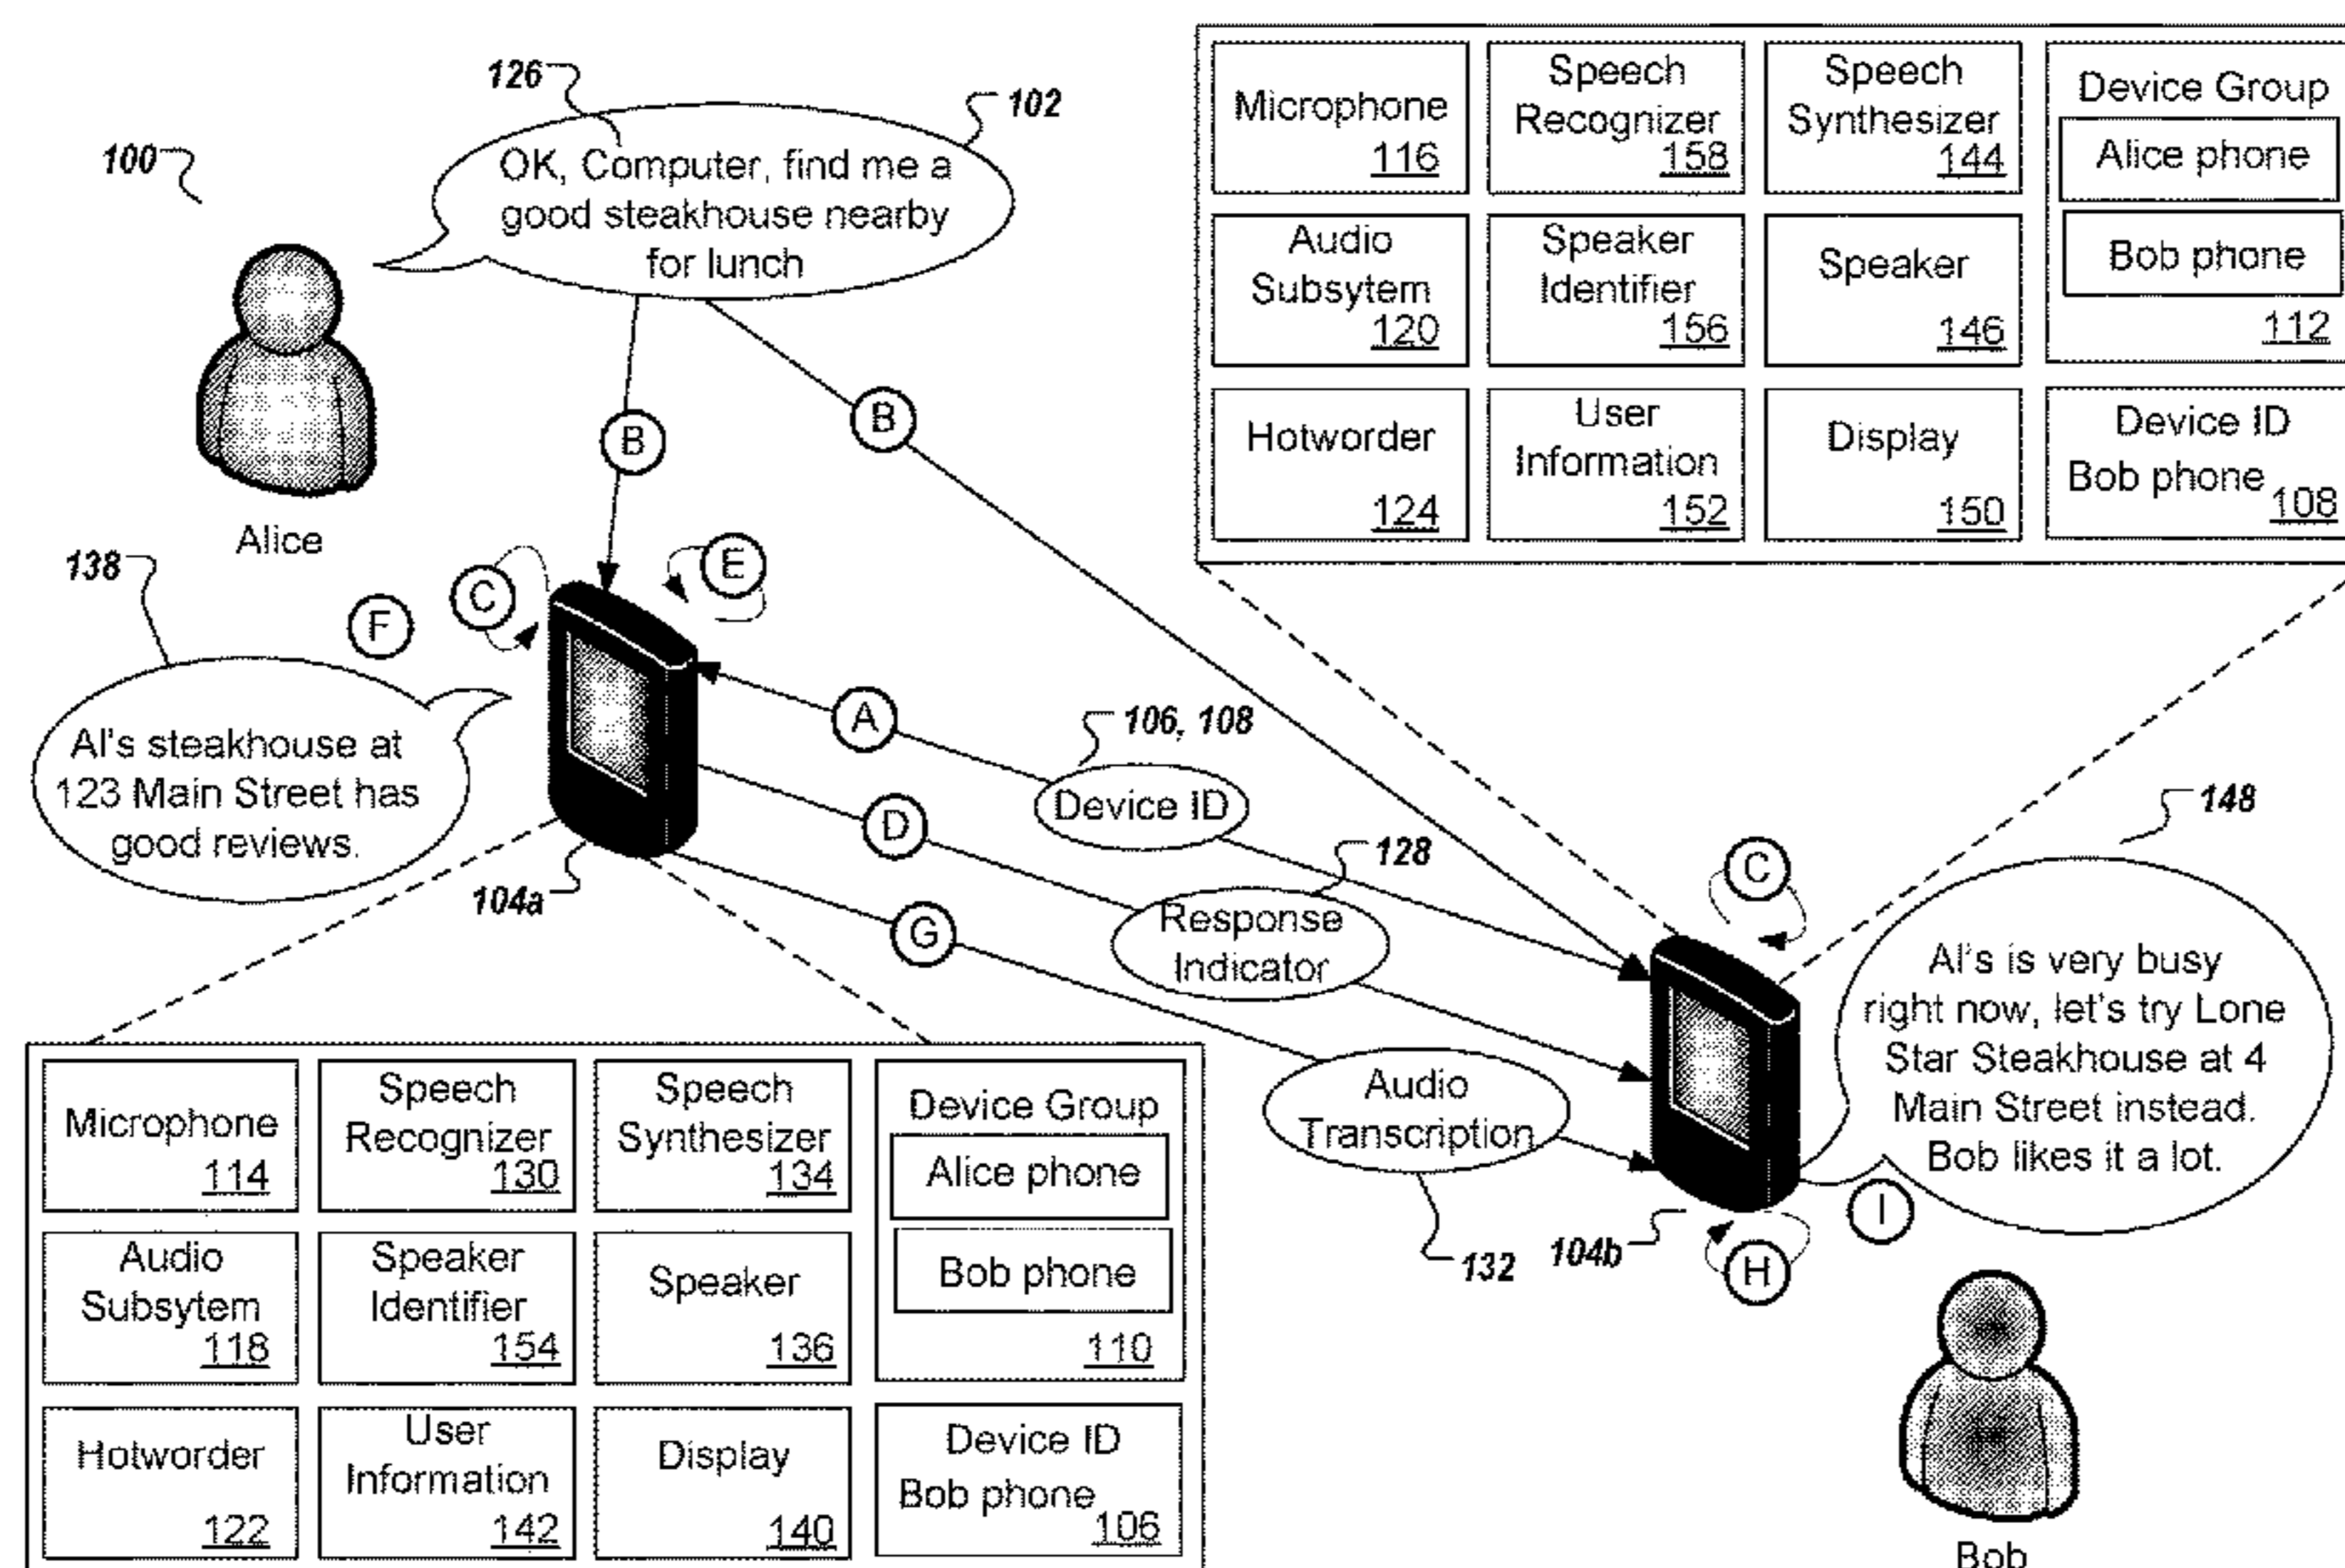 100
126
102
OK, Computer, find me a
good steakhouse nearby
for lunch
Alice
B
B
Microphone
116
Speech
Recognizer
158
Speech
Synthesizer
144
Device Group
Alice phone
Bob phone
112
Audio
Subsytem
120
Speaker
Identifier
156
Speaker
146
Hotworder
124
User
Information
152
Display
150
Device ID
Bob phone
108
138
F
C
E
Al's steakhouse at
123 Main Street has
good reviews.
104a
A
106, 108
Device ID
D
128
Response
Indicator
G
Audio
Transcription
132
C
148
Al's is very busy
right now, let's try Lone
Star Steakhouse at 4
Main Street instead.
Bob likes it a lot.
104b
H
I
Bob
Microphone
114
Speech
Recognizer
130
Speech
Synthesizer
134
Device Group
Alice phone
Bob phone
110
Audio
Subsytem
118
Speaker
Identifier
154
Speaker
136
Hotworder
122
User
Information
142
Display
140
Device ID
Bob phone
106